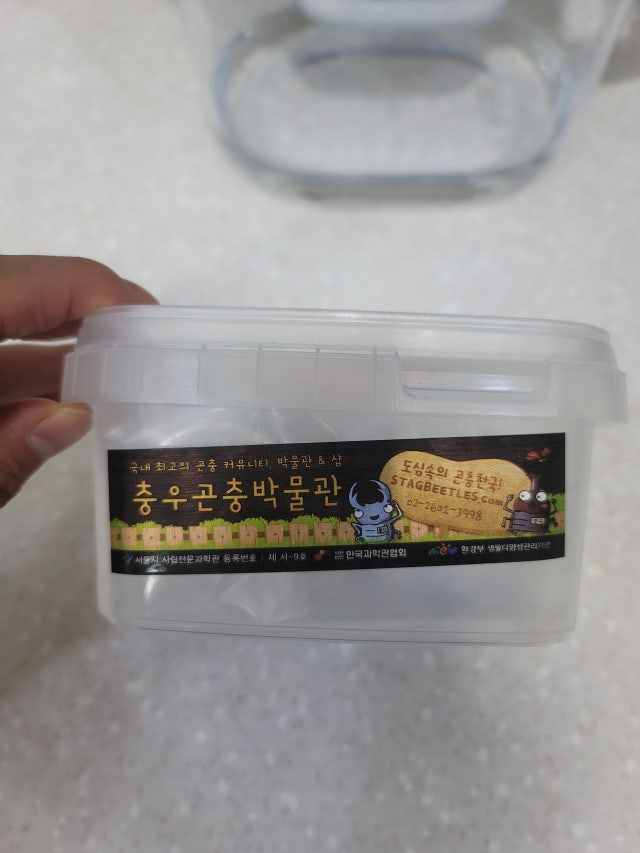 국내 최고의 곤충 커뮤니티, 박물관 & 샵
충우곤충박물관
도심속의 곤충천국!
STAGBEETLES.com
02-2601-3998
서울시 사립전문과학관 등록번호 : 제 서-9호
한국과학관협회
환경부 생물다양성관리기관